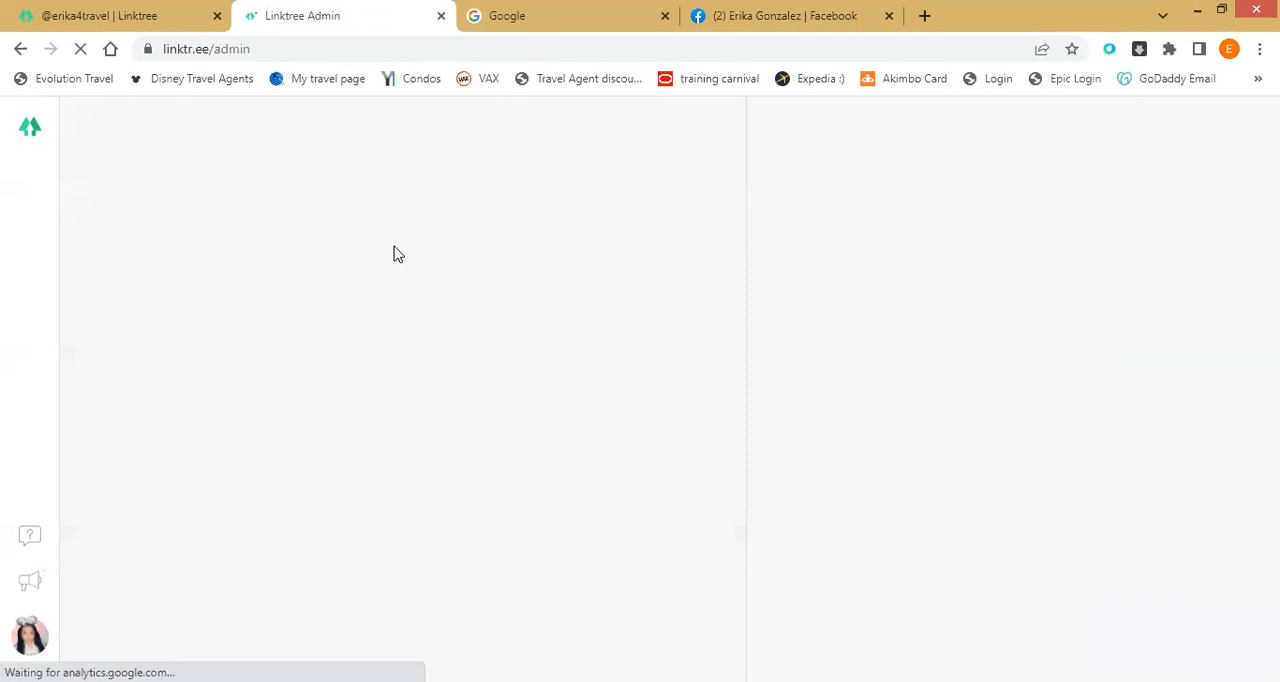 @erika4travel | Linktree
Linktree Admin
Google
(2) Erika Gonzalez | Facebook
linktr.ee/admin
E
Evolution Travel
Disney Travel Agents
My travel page
Condos
VAX
Travel Agent discou...
training carnival
Expedia :)
Akimbo Card
Login
Epic Login
GoDaddy Email
»
?
Waiting for analytics.google.com...